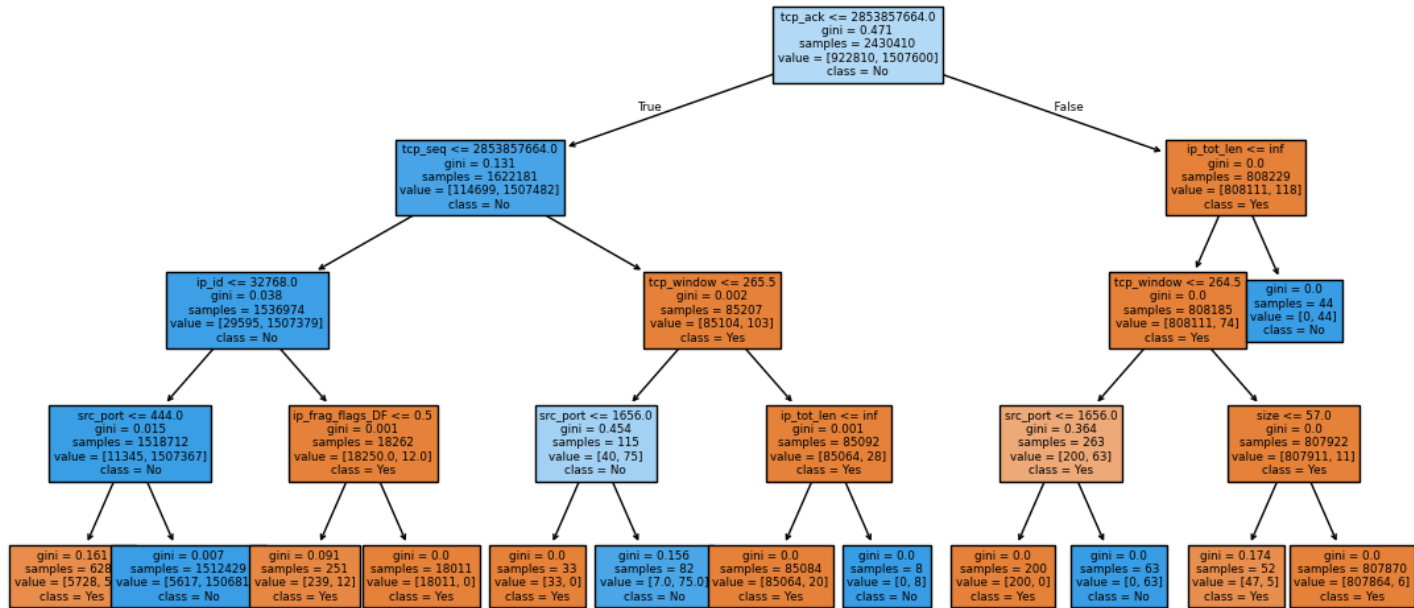 tcp_ack <= 2853857664.0
gini = 0.471
samples = 2430410
value = [922810, 1507600]
class = No
True
False
tcp_seq <= 2853857664.0
gini = 0.131
samples = 1622181
value = [114699, 1507482]
class = No
ip_tot_len <= inf
gini = 0.0
samples = 808229
value = [808111, 118]
class = Yes
ip_id <= 32768.0
gini = 0.038
samples = 1536974
value = [29595, 1507379]
class = No
tcp_window <= 265.5
gini = 0.002
samples = 85207
value = [85104, 103]
class = Yes
tcp_window <= 264.5
gini = 0.0
samples = 808185
value = [808111, 74]
class = Yes
gini = 0.0
samples = 44
value = [0, 44]
class = No
src_port <= 444.0
gini = 0.015
samples = 1518712
value = [11345, 1507367]
class = No
ip_frag_flags_DF <= 0.5
gini = 0.001
samples = 18262
value = [18250.0, 12.0]
class = Yes
src_port <= 1656.0
gini = 0.454
samples = 115
value = [40, 75]
class = No
ip_tot_len <= inf
gini = 0.001
samples = 85092
value = [85064, 28]
class = Yes
src_port <= 1656.0
gini = 0.364
samples = 263
value = [200, 63]
class = Yes
size <= 57.0
gini = 0.0
samples = 807922
value = [807911, 11]
class = Yes
gini = 0.161
samples = 628
value = [5728, 5
class = Yes
gini = 0.007
samples = 1512429
value = [5617, 150681
class = No
gini = 0.091
samples = 251
value = [239, 12]
class = Yes
gini = 0.0
samples = 18011
value = [18011, 0]
class = Yes
gini = 0.0
samples = 33
value = [33, 0]
class = Yes
gini = 0.156
samples = 82
value = [7.0, 75.0]
class = No
gini = 0.0
samples = 85084
value = [85064, 20]
class = Yes
gini = 0.0
samples = 8
value = [0, 8]
class = No
gini = 0.0
samples = 200
value = [200, 0]
class = Yes
gini = 0.0
samples = 63
value = [0, 63]
class = No
gini = 0.174
samples = 52
value = [47, 5]
class = Yes
gini = 0.0
samples = 807870
value = [807864, 6]
class = Yes